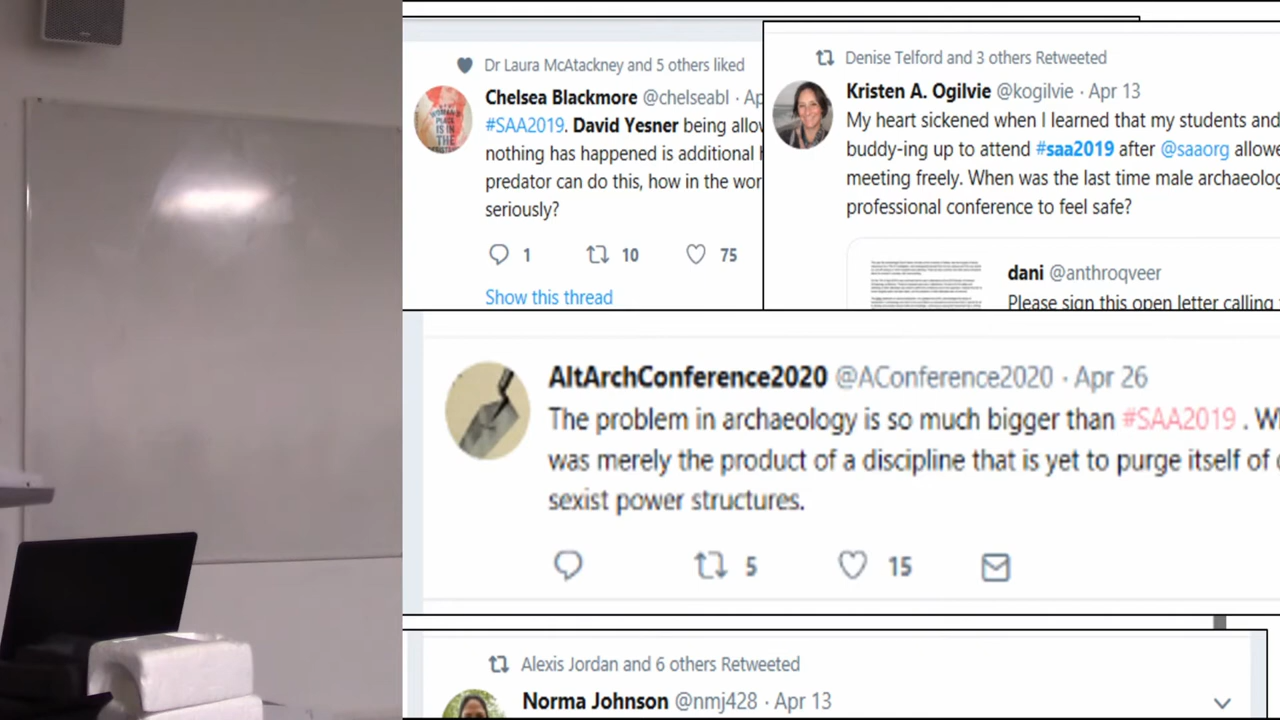 Dr Laura McAtackney and 5 others liked
Chelsea Blackmore @chelseabl · Ap
#SAA2019. David Yesner being allow
nothing has happened is additional
predator can do this, how in the wor
seriously?
1 10 75
Show this thread
Denise Telford and 3 others Retweeted
Kristen A. Ogilvie @kogilvie · Apr 13
My heart sickened when I learned that my students and
buddy-ing up to attend #saa2019 after @saaorg allowe
meeting freely. When was the last time male archaeolog
professional conference to feel safe?
dani @anthroqveer
Please sign this open letter calling
AltArchConference2020 @AConference2020 · Apr 26
The problem in archaeology is so much bigger than #SAA2019 . W
was merely the product of a discipline that is yet to purge itself of
sexist power structures.
5 15
Alexis Jordan and 6 others Retweeted
Norma Johnson @nmj428 · Apr 13